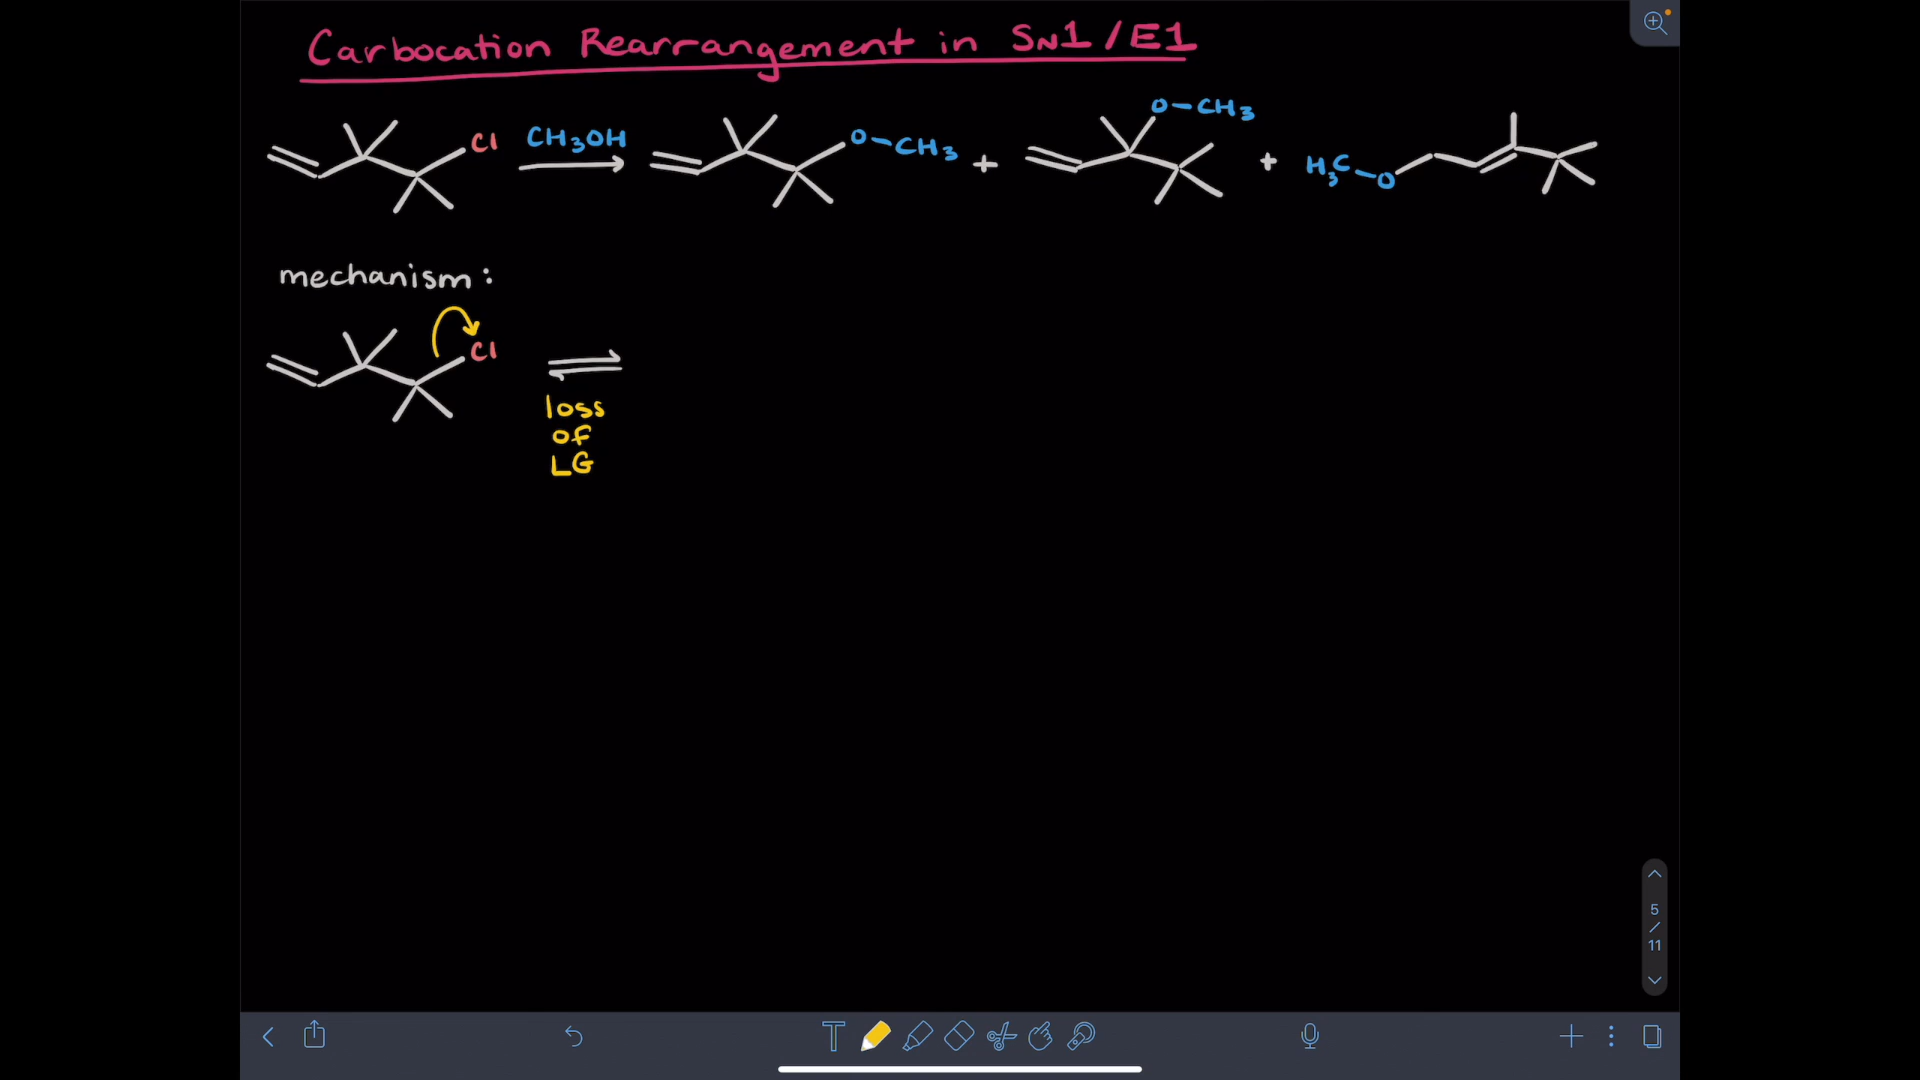 Carbocation Rearrangement in SN1/E1
Cl CH3OH O-CH3 + O-CH3 + H3C-O
mechanism:
Cl
loss
of
LG
5
/
11
T